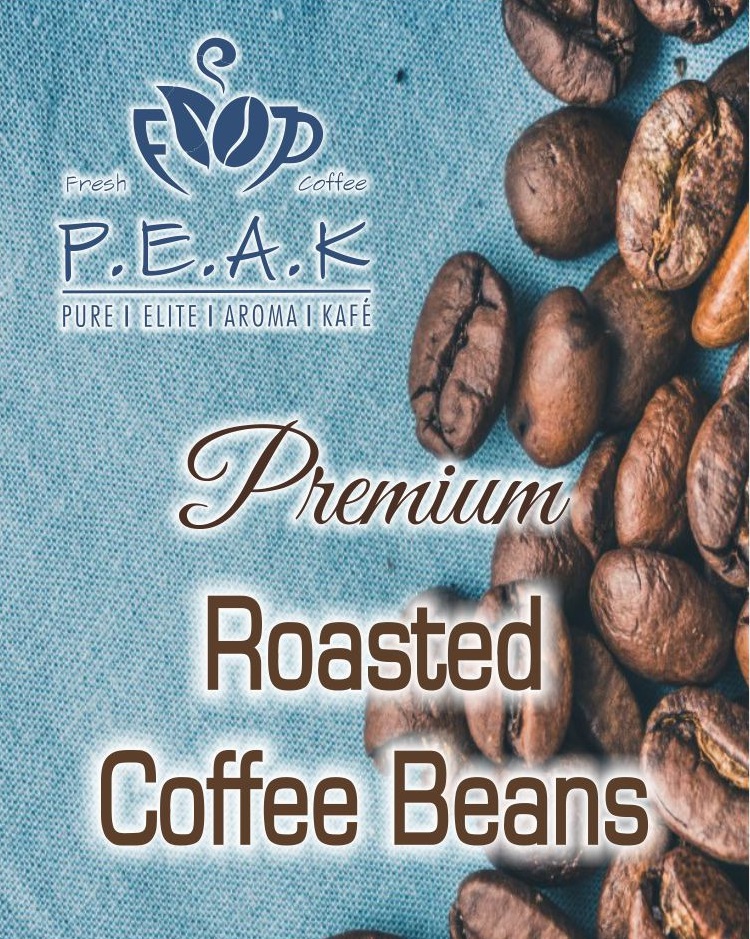 Fresh Coffee
P.E.A.K
PURE | ELITE | AROMA | KAFÉ
Premium
Roasted
Coffee Beans